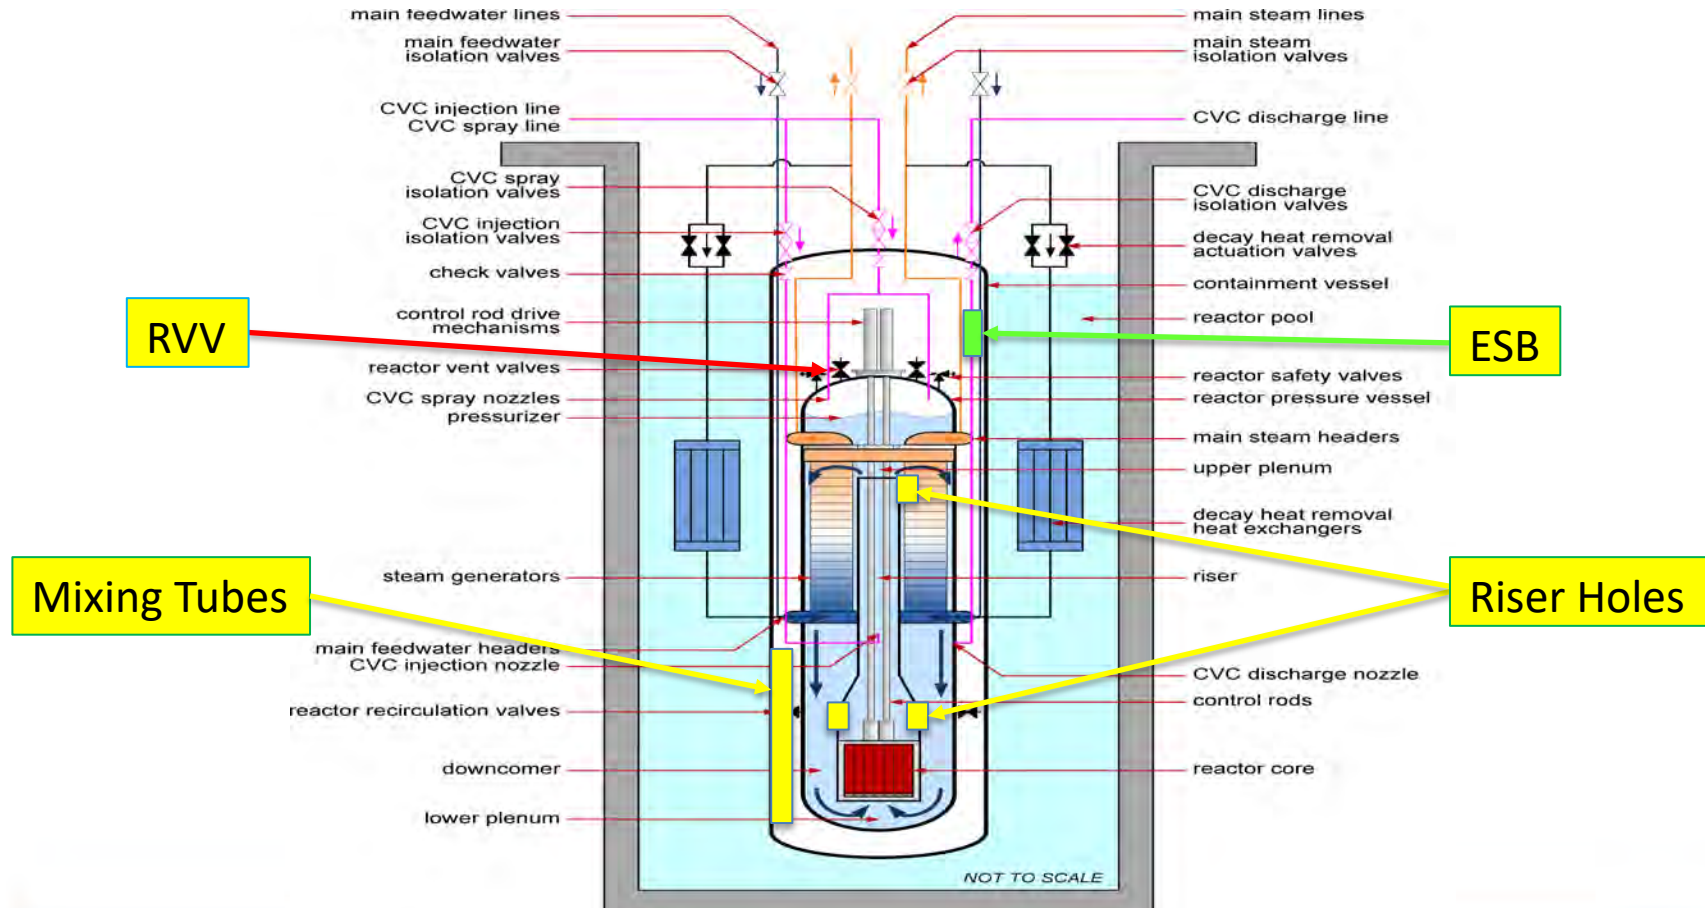 main feedwater lines
main feedwater
isolation valves
CVC injection line
CVC spray line
CVC spray
isolation valves
CVC injection
isolation valves
check valves
control rod drive
mechanisms
reactor vent valves
CVC spray nozzles
pressurizer
steam generators
main feedwater headers
CVC injection nozzle
reactor recirculation valves
downcomer
lower plenum
RVV
Mixing Tubes
main steam lines
main steam
isolation valves
CVC discharge line
CVC discharge
isolation valves
decay heat removal
actuation valves
containment vessel
reactor pool
reactor safety valves
reactor pressure vessel
main steam headers
upper plenum
decay heat removal
heat exchangers
riser
CVC discharge nozzle
control rods
reactor core
ESB
Riser Holes
NOT TO SCALE